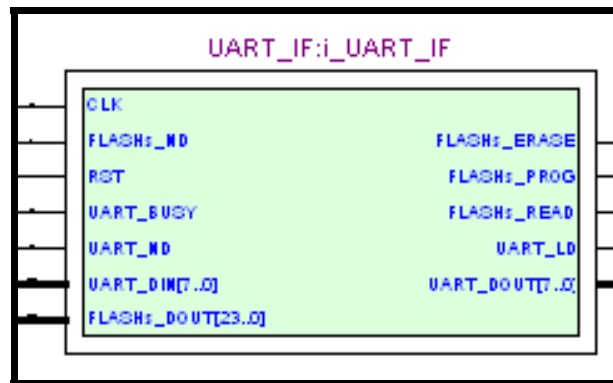 UART_IF:i_UART_IF
CLK
FLASHs_ND
FLASHs_ERASE
RST
FLASHs_PROG
UART_BUSY
FLASHs_READ
UART_ND
UART_LD
UART_DIN[7..0]
UART_DOUT[7..0]
FLASHs_DOUT[23..0]